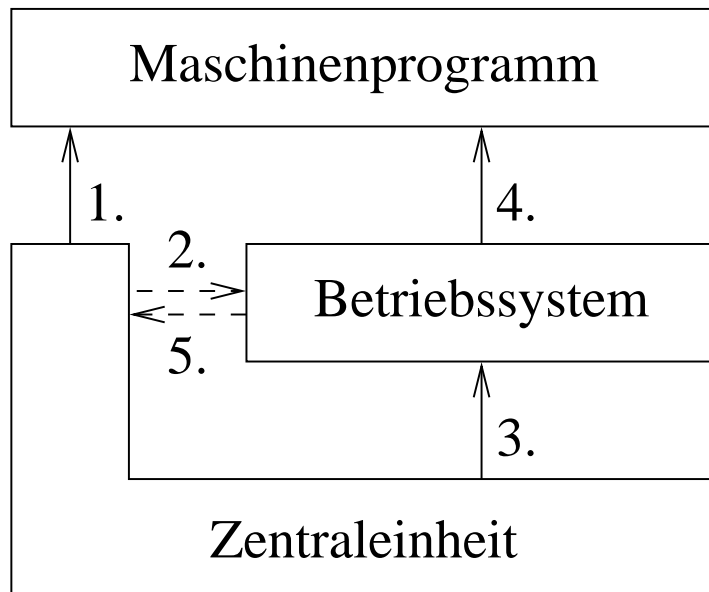 Maschinenprogramm
1.
4.
2.
Betriebssystem
5.
3.
Zentraleinheit